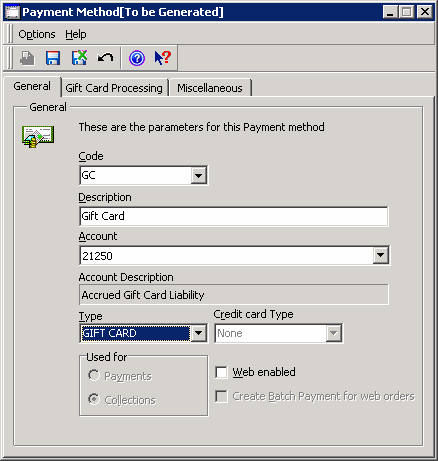 Payment Method[To be Generated]
Options Help
General Gift Card Processing Miscellaneous
General
These are the parameters for this Payment method
Code
GC
Description
Gift Card
Account
21250
Account Description
Accrued Gift Card Liability
Type Credit card Type
GIFT CARD None
Used for
Payments
Web enabled
Collections
Create Batch Payment for web orders